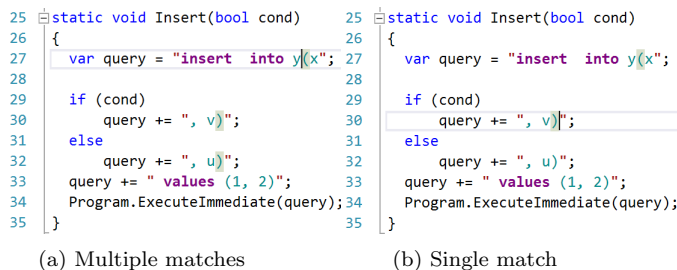 25 static void Insert(bool cond)
26 {
27 var query = "insert  into y(x";
28
29 if (cond)
30 query += ", v)";
31 else
32 query += ", u)";
33 query += " values (1, 2)";
34 Program.ExecuteImmediate(query);
35 }
(a) Multiple matches
25 static void Insert(bool cond)
26 {
27 var query = "insert  into y(x";
28
29 if (cond)
30 query += ", v)";
31 else
32 query += ", u)";
33 query += " values (1, 2)";
34 Program.ExecuteImmediate(query);
35 }
(b) Single match